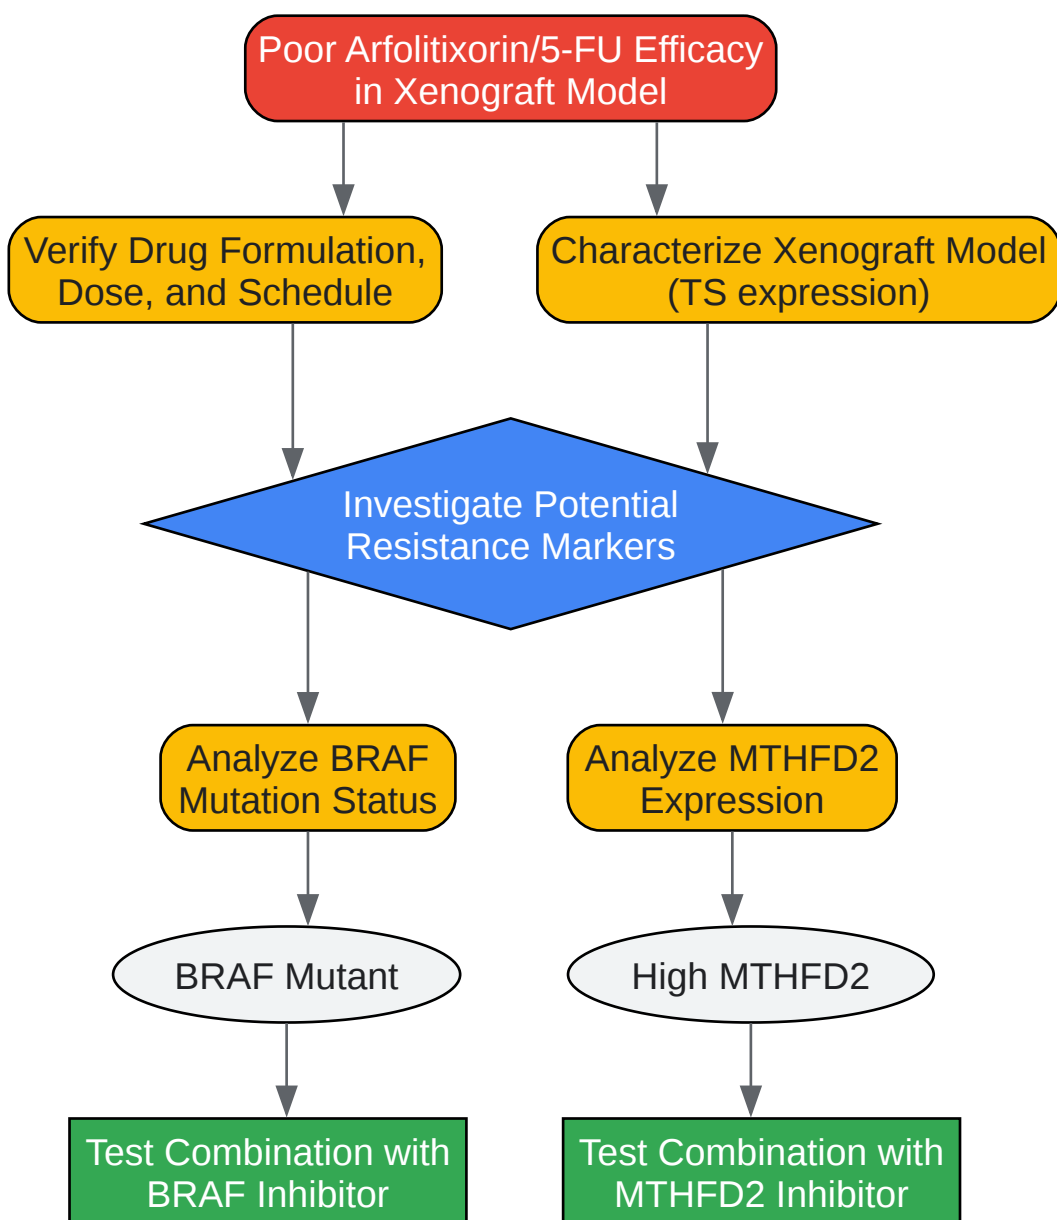 Poor Arfolitixorin/5-FU Efficacy
in Xenograft Model
Verify Drug Formulation,
Dose, and Schedule
Characterize Xenograft Model
(TS expression)
Investigate Potential
Resistance Markers
Analyze BRAF
Mutation Status
Analyze MTHFD2
Expression
BRAF Mutant
High MTHFD2
Test Combination with
BRAF Inhibitor
Test Combination with
MTHFD2 Inhibitor